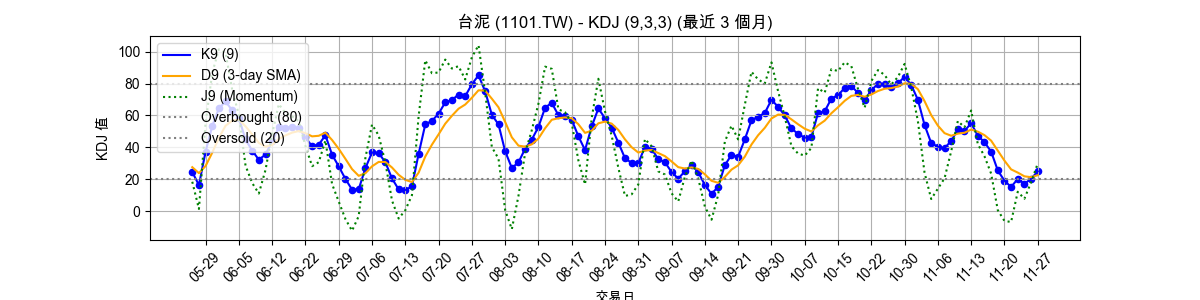 台泥 (1101.TW) - KDJ (9,3,3) (最近 3 個月)
KDJ 值
100
80
60
40
20
0
K9 (9)
D9 (3-day SMA)
J9 (Momentum)
Overbought (80)
Oversold (20)
05-29 06-05 06-12 06-22 06-29 07-06 07-13 07-20 07-27 08-03 08-10 08-17 08-24 08-31 09-07 09-14 09-21 09-30 10-07 10-15 10-22 10-30 11-06 11-13 11-20 11-27
交易日